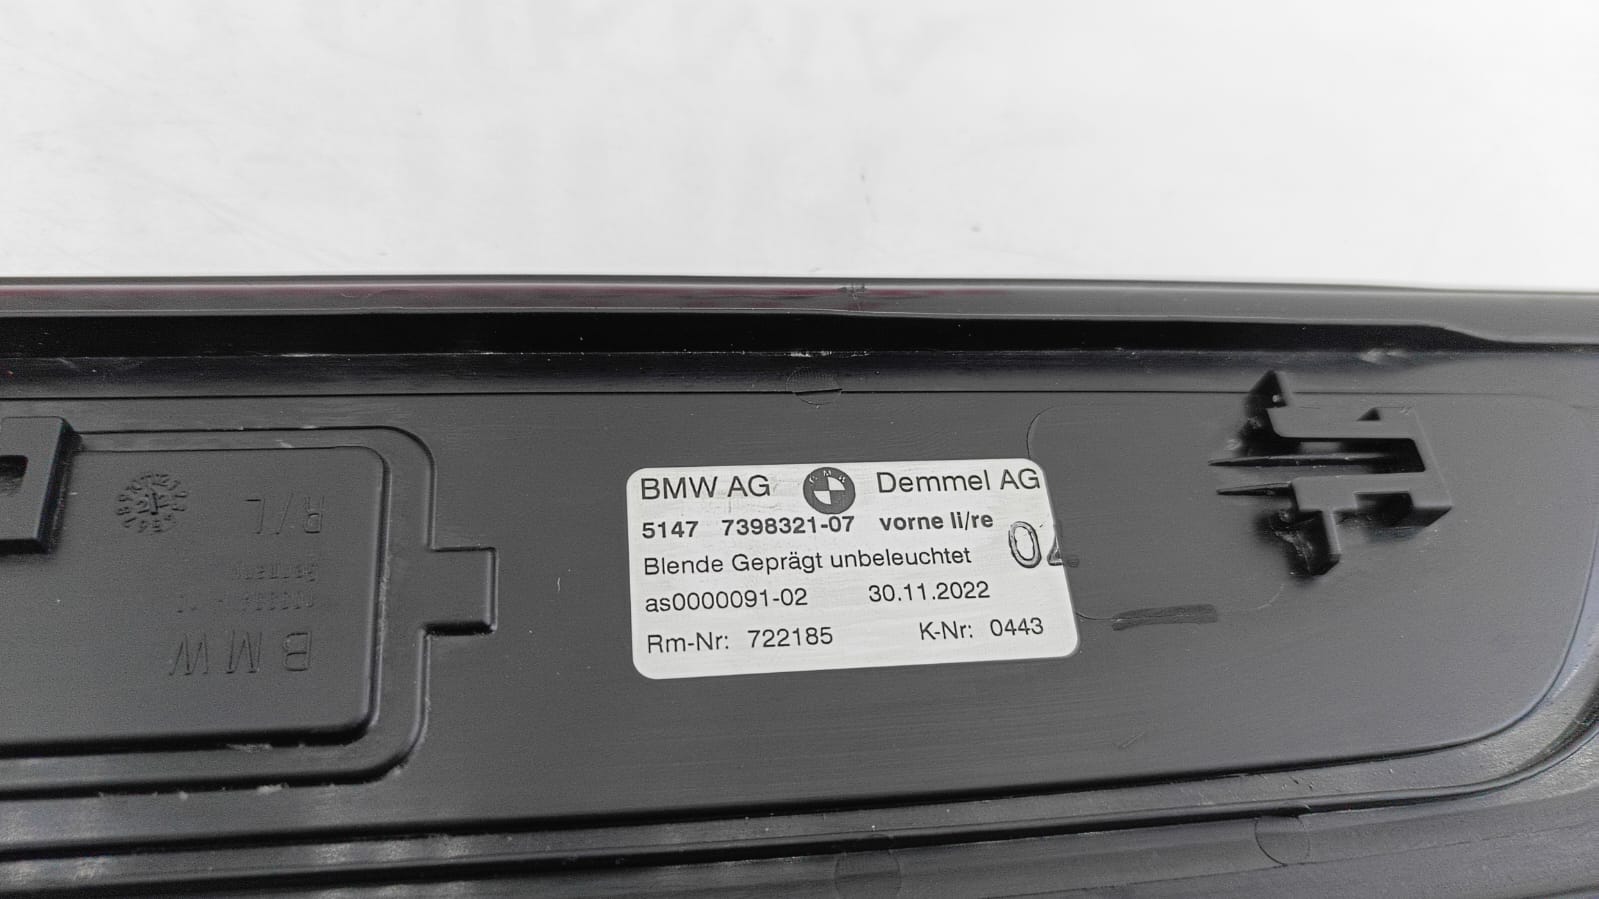 BMW AG BMW Demmel AG
5147 7398321-07 vorne li/re
Blende Geprägt unbeleuchtet
as0000091-02 30.11.2022
Rm-Nr: 722185 K-Nr: 0443
BMW
R/L